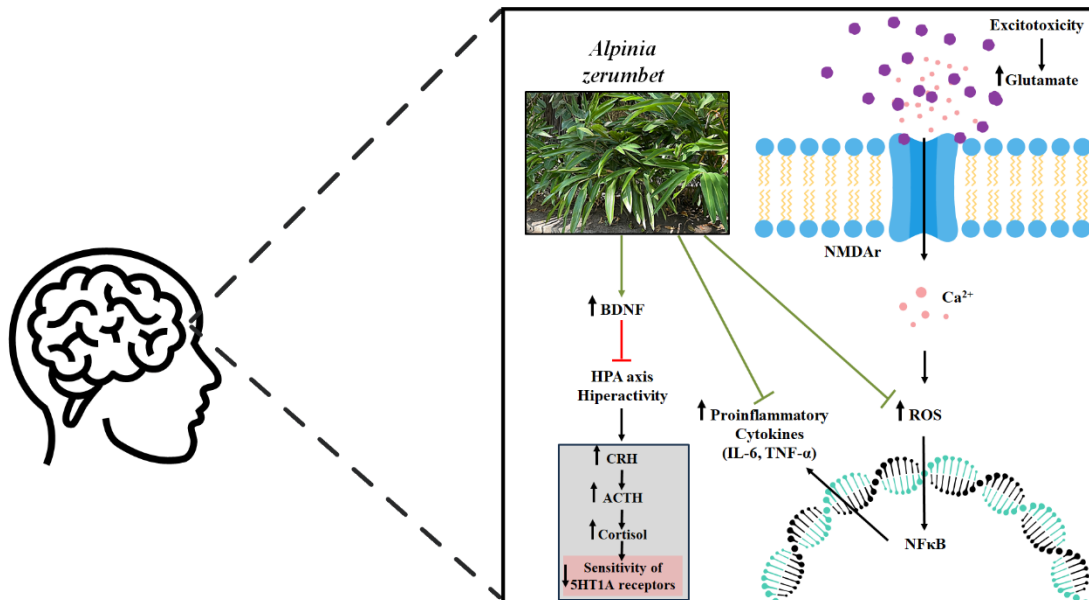 Alpinia
zerumbet
Excitotoxicity
Glutamate
NMDAr
Ca²⁺
BDNF
HPA axis
Hiperactivity
CRH
ACTH
Cortisol
Sensitivity of
5HT1A receptors
Proinflammatory
Cytokines
(IL-6, TNF-α)
ROS
NFκB